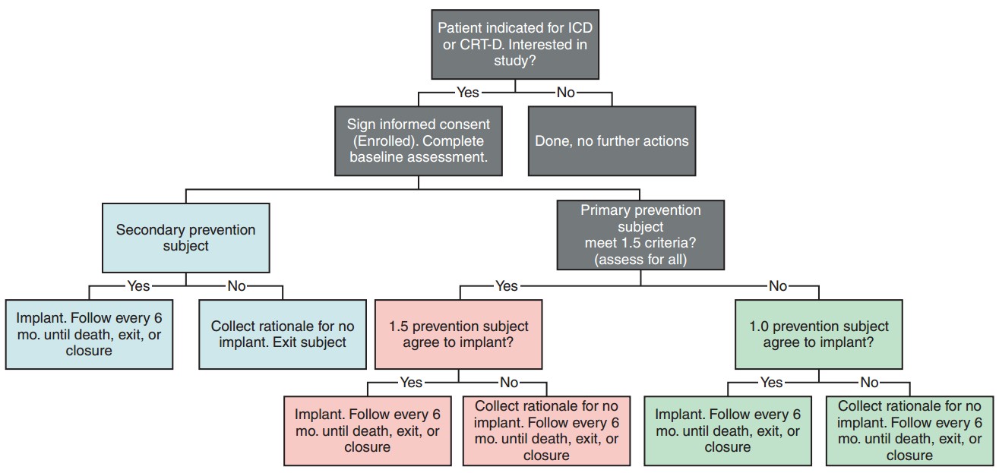 Patient indicated for ICD
or CRT-D. Interested in
study?
Yes
No
Sign informed consent
(Enrolled). Complete
baseline assessment.
Done, no further actions
Secondary prevention
subject
Primary prevention
subject
meet 1.5 criteria?
(assess for all)
Yes
No
Yes
No
Implant. Follow every 6
mo. until death, exit, or
closure
Collect rationale for no
implant. Exit subject
1.5 prevention subject
agree to implant?
1.0 prevention subject
agree to implant?
Yes
No
Yes
No
Implant. Follow every 6
mo. until death, exit, or
closure
Collect rationale for no
implant. Follow every 6
mo. until death, exit, or
closure
Implant. Follow every 6
mo. until death, exit, or
closure
Collect rationale for no
implant. Follow every 6
mo. until death, exit, or
closure